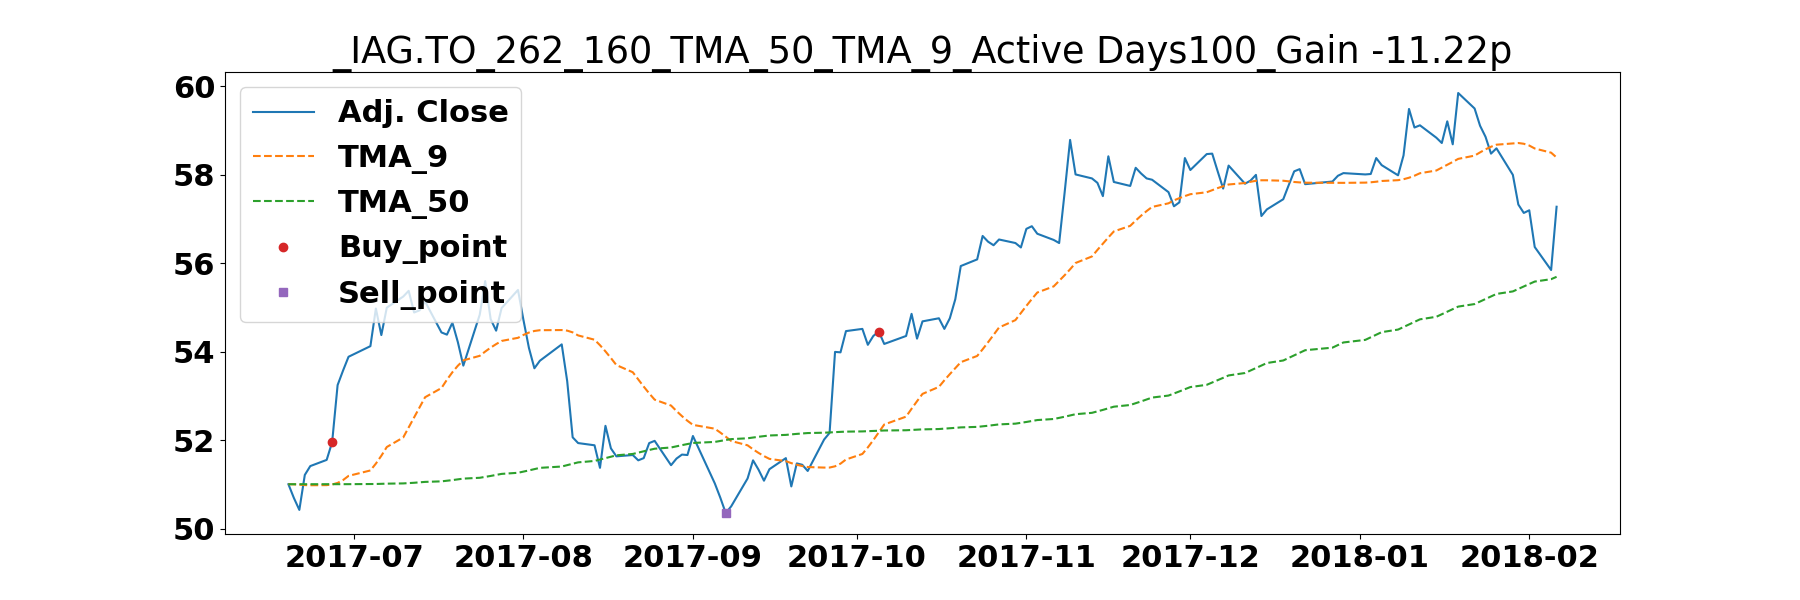 _IAG.TO_262_160_TMA_50_TMA_9_Active Days100_Gain -11.22p
60
58
56
54
52
50
Adj. Close
TMA_9
TMA_50
Buy_point
Sell_point
2017-07 2017-08 2017-09 2017-10 2017-11 2017-12 2018-01 2018-02